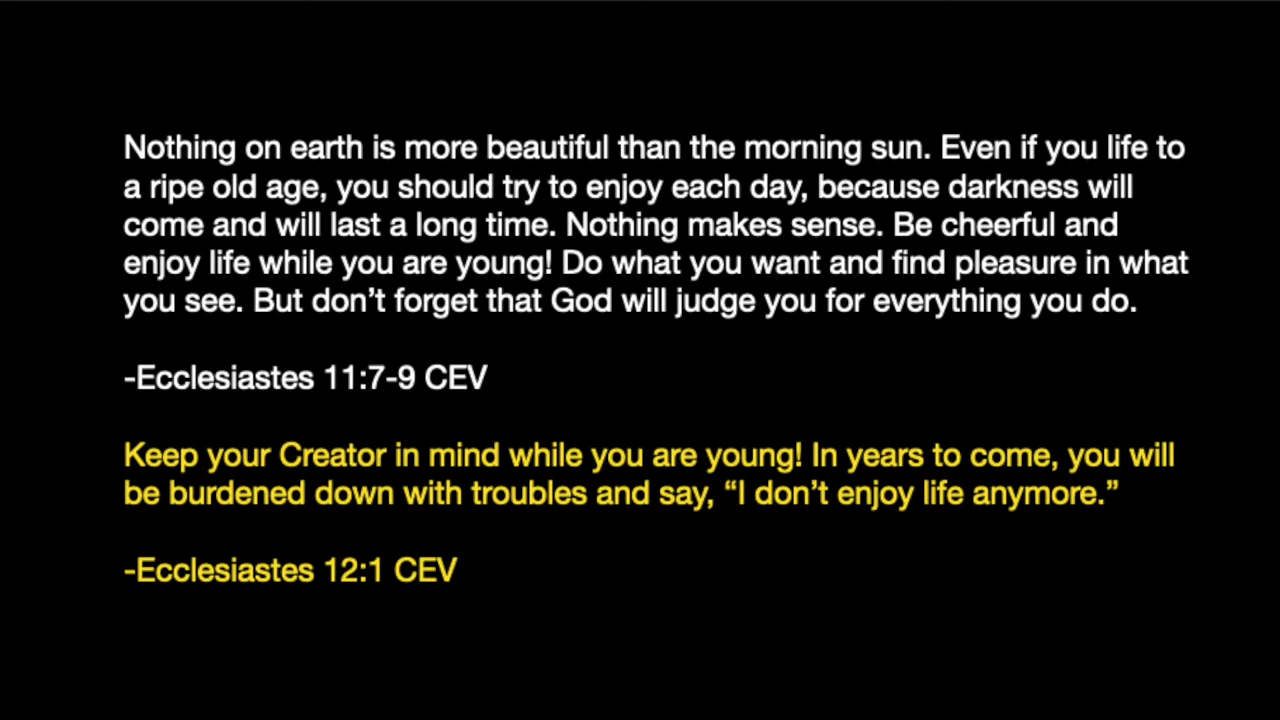 Nothing on earth is more beautiful than the morning sun. Even if you life to
a ripe old age, you should try to enjoy each day, because darkness will
come and will last a long time. Nothing makes sense. Be cheerful and
enjoy life while you are young! Do what you want and find pleasure in what
you see. But don’t forget that God will judge you for everything you do.
-Ecclesiastes 11:7-9 CEV
Keep your Creator in mind while you are young! In years to come, you will
be burdened down with troubles and say, “I don’t enjoy life anymore.”
-Ecclesiastes 12:1 CEV